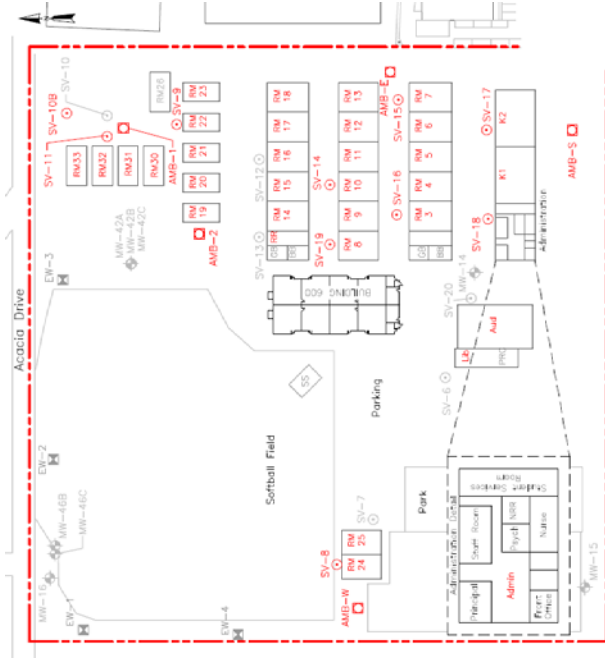 Acacia Drive
SV-10
SV-10B
SV-11
SV-9
RM26
RM 23
RM 22
RM 21
RM 20
RM 19
RM33
RM32
RM31
RM30
AMB-1
AMB-2
MW-42A
MW-42B
MW-42C
EW-3
EW-2
MW-46B
MW-46C
MW-16
EW-1
EW-4
RM 18
RM 17
RM 16
RM 15
RM 14
RR
GB
BB
SV-12
SV-13
RM 13
RM 12
RM 11
RM 10
RM 9
RM 8
SV-14
SV-19
AMB-E
SV-15
SV-16
RM 7
RM 6
RM 5
RM 4
RM 3
GB
BB
SV-17
SV-18
K2
K1
Administration
AMB-S
BUILDING 600
SS
Softball Field
Parking
SV-20
MW-14
Aud
Lib
PRC
SV-6
SV-7
SV-8
RM 25
RM 24
AMB-W
Park
Administration Detail
Student Services Room
Staff Room
NRR
Psych
Nurse
Principal
Admin
Front Office
MW-15